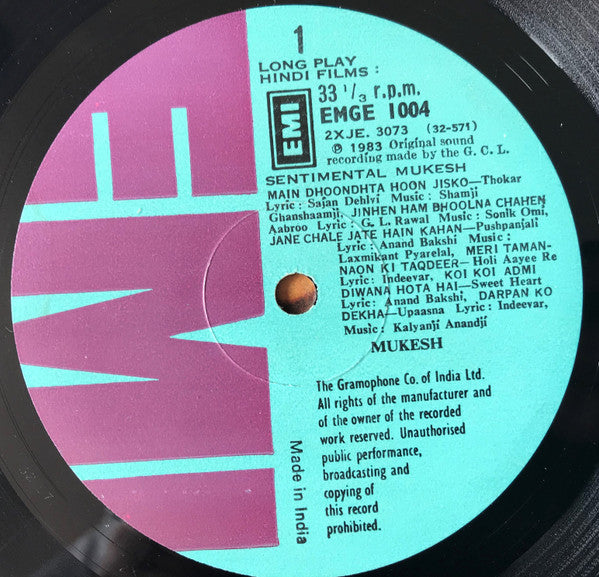 1
LONG PLAY
HINDI FILMS :
33 1/3 r.p.m.
EMI
EMGE 1004
2XJE. 3073 (32-571)
℗ 1983 Original sound
recording made by the G. C. L.
SENTIMENTAL MUKESH
MAIN DHOONDHTA HOON JISKO—Thokar
Lyric : Sajan Dehlvi Music : Shamji
Ghanshaamji, JINHEN HAM BHOOLNA CHAHEN
Aabroo Lyric : G. L. Rawal Music : Sonik Omi,
JANE CHALE JATE HAIN KAHAN—Pushpanjali
Lyric : Anand Bakshi Music :
Laxmikant Pyarelal, MERI TAMAN-
NAON KI TAQDEER— Holi Aayee Re
Lyric : Indeevar, KOI KOI ADMI
DIWANA HOTA HAI—Sweet Heart
Lyric : Anand Bakshi, DARPAN KO
DEKHA—Upaasna Lyric : Indeevar,
Music : Kalyanji Anandji
MUKESH
The Gramophone Co. of India Ltd.
All rights of the manufacturer and
of the owner of the recorded
work reserved. Unauthorised
public performance,
broadcasting and
copying of
this record
prohibited.
Made in India
EMI